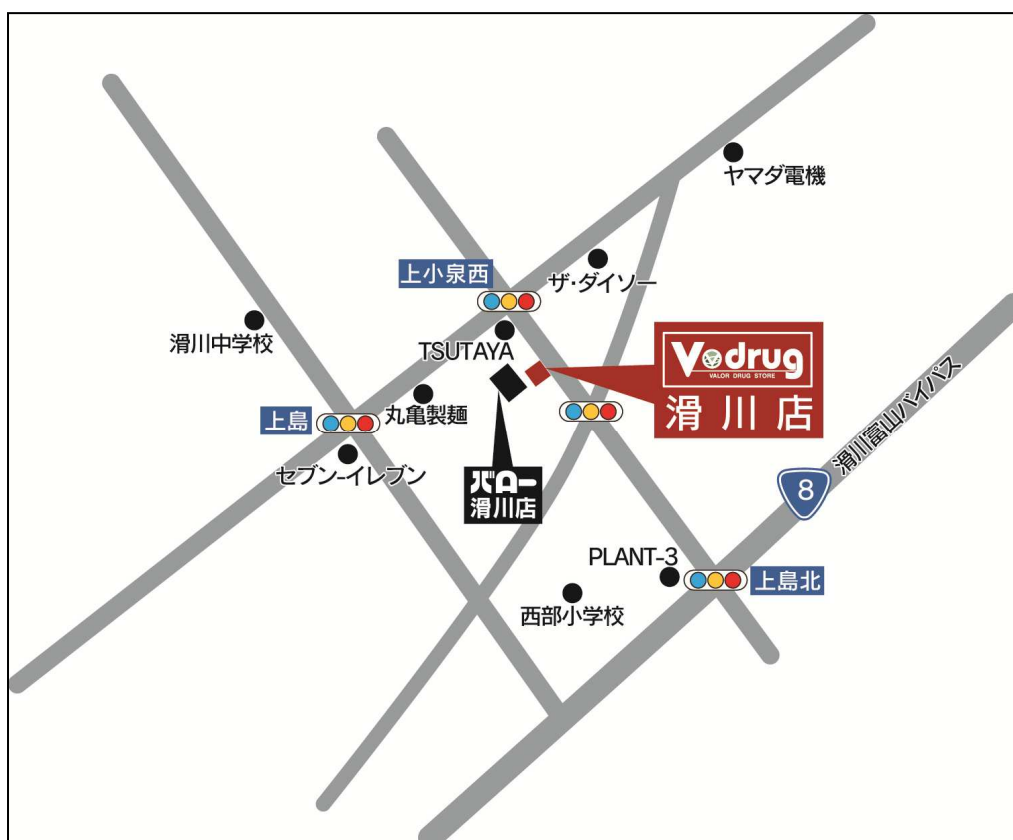 ヤマダ電機
ザ・ダイソー
上小泉西
滑川中学校
TSUTAYA
V drug
VALOR DRUG STORE
滑川店
丸亀製麺
上島
セブン-イレブン
バロー
滑川店
滑川富山バイパス
8
PLANT-3
上島北
西部小学校